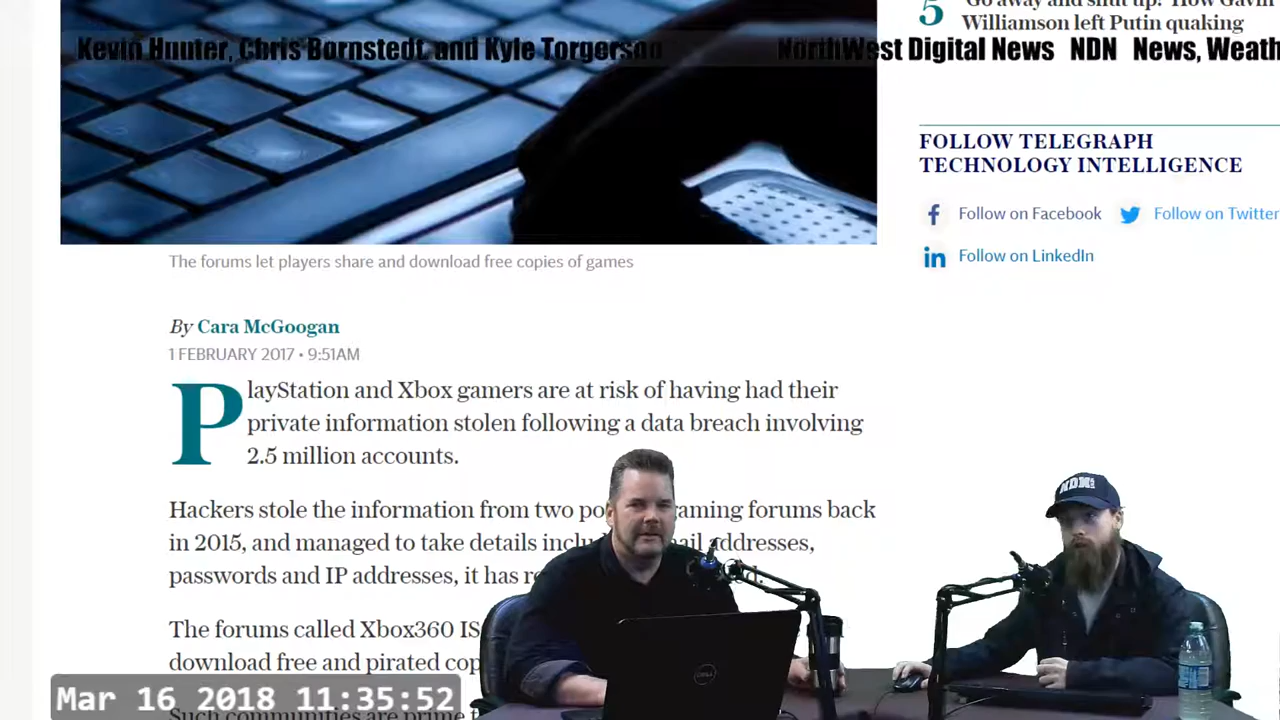 5 'Go away and shut up!' How Gavin
Williamson left Putin quaking
Kevin Hunter, Chris Bornstedt, and Kyle Torgerson NorthWest Digital News NDN News, Weath
FOLLOW TELEGRAPH
TECHNOLOGY INTELLIGENCE
Follow on Facebook Follow on Twitter
Follow on LinkedIn
The forums let players share and download free copies of games
By Cara McGoogan
1 FEBRUARY 2017 • 9:51AM
PlayStation and Xbox gamers are at risk of having had their
private information stolen following a data breach involving
2.5 million accounts.
Hackers stole the information from two po aming forums back
in 2015, and managed to take details inclu ail addresses,
passwords and IP addresses, it has r d.
The forums called Xbox360 IS
download free and pirated cop
Such communities are prime t
Mar 16 2018 11:35:52
NDN
DELL